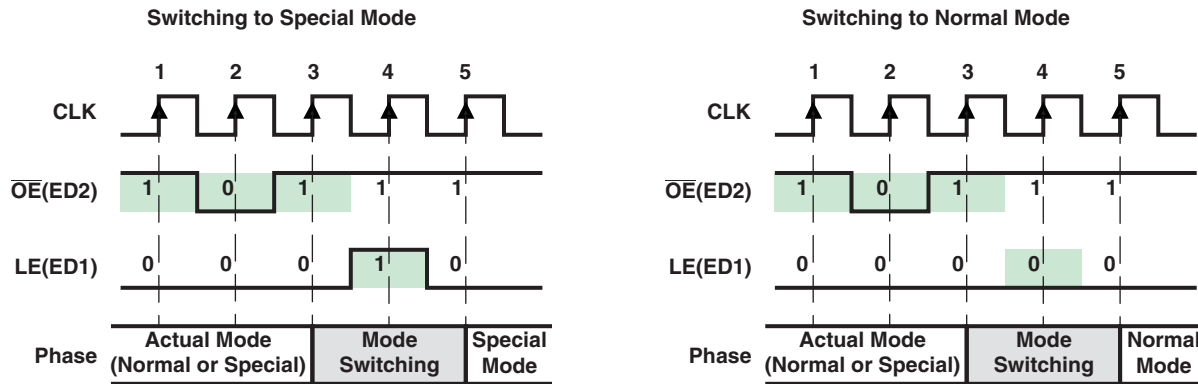 Switching to Special Mode
1 2 3 4 5
CLK
OE(ED2) 1 0 1 1 1
LE(ED1) 0 0 0 1 0
Phase
Actual Mode
(Normal or Special)
Mode
Switching
Special
Mode
Switching to Normal Mode
1 2 3 4 5
CLK
OE(ED2) 1 0 1 1 1
LE(ED1) 0 0 0 0 0
Phase
Actual Mode
(Normal or Special)
Mode
Switching
Normal
Mode